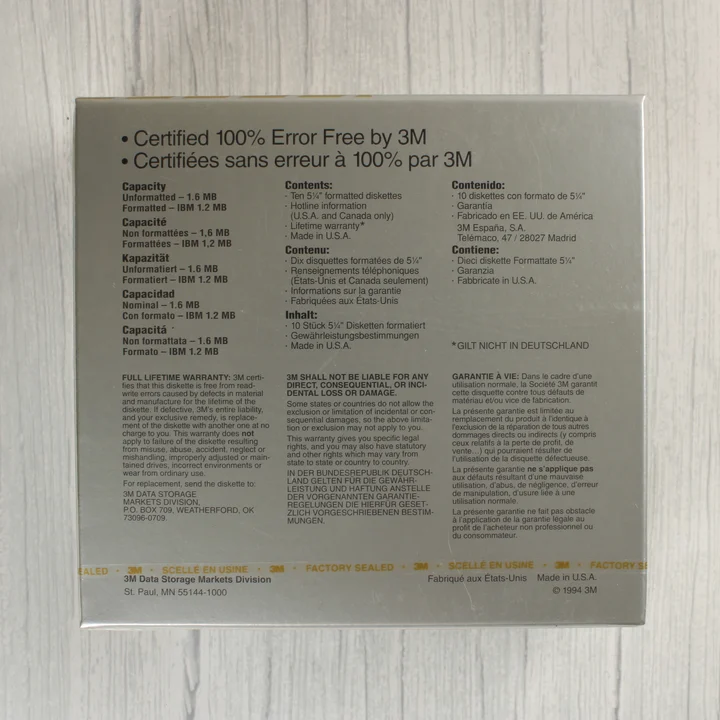 • Certified 100% Error Free by 3M
• Certifiées sans erreur à 100% par 3M
Capacity
Unformatted – 1.6 MB
Formatted – IBM 1.2 MB
Capacité
Non formattées – 1,6 MB
Formattées – IBM 1,2 MB
Kapazität
Unformatiert – 1.6 MB
Formatiert – IBM 1.2 MB
Capacidad
Nominal – 1.6 MB
Con formato – IBM 1.2 MB
Capacitá
Non formattata – 1.6 MB
Formato – IBM 1.2 MB
Contents:
· Ten 5¼" formatted diskettes
· Hotline information
(U.S.A. and Canada only)
· Lifetime warranty*
· Made in U.S.A.
Contenu:
· Dix disquettes formatées de 5¼"
· Renseignements téléphoniques
(États-Unis et Canada seulement)
· Informations sur la garantie
· Fabriquées aux États-Unis
Inhalt:
· 10 Stück 5¼" Disketten formatiert
· Gewährleistungsbestimmungen
· Made in U.S.A.
Contenido:
· 10 diskettes con formato de 5¼"
· Garantia
· Fabricado en EE. UU. de América
3M España, S.A.
Telémaco, 47 / 28027 Madrid
Contiene:
· Dieci diskette Formattate 5¼"
· Garanzia
· Fabbricate in U.S.A.
*GILT NICHT IN DEUTSCHLAND
FULL LIFETIME WARRANTY: 3M certi-
fies that this diskette is free from read-
write errors caused by defects in material
and manufacture for the lifetime of the
diskette. If defective, 3M's entire liability,
and your exclusive remedy, is replace-
ment of the diskette with another one at no
charge to you. This warranty does not
apply to failure of the diskette resulting
from misuse, abuse, accident, neglect or
mishandling, improperly adjusted or main-
tained drives, incorrect environments or
wear from ordinary use.
For replacement, send the diskette to:
3M DATA STORAGE
MARKETS DIVISION,
P.O. BOX 709, WEATHERFORD, OK
73096-0709
3M SHALL NOT BE LIABLE FOR ANY
DIRECT, CONSEQUENTIAL, OR INCI-
DENTAL LOSS OR DAMAGE.
Some states or countries do not allow the
exclusion or limitation of incidental or con-
sequential damages, so the above limita-
tion or exclusion may not apply to you.
This warranty gives you specific legal
rights, and you may also have statutory
and other rights which may vary from
state to state or country to country.
IN DER BUNDESREPUBLIK DEUTSCH-
LAND GELTEN FÜR DIE GEWÄHR-
LEISTUNG UND HAFTUNG ANSTELLE
DER VORGENANNTEN GARANTIE-
REGELUNGEN DIE HIERFÜR GESET-
ZLICH VORGESCHRIEBENEN BESTIM-
MUNGEN.
GARANTIE À VIE: Dans le cadre d'une
utilisation normale, la Société 3M garantit
cette disquette contre tous défauts de
matériau et/ou vice de fabrication.
La présente garantie est limitée au
remplacement du produit à l'identique à
l'exclusion de la réparation de tous autres
dommages directs ou indirects (y compris
ceux relatifs à la perte de profit, de
vente... ) qui pourraient résulter de
l'utilisation de la disquette défectueuse.
La présente garantie ne s'applique pas
aux défauts résultant d'une mauvaise
utilisation, d'abus, de négligence, d'erreur
de manipulation, d'usure liée à une
utilisation normale.
La présente garantie ne fait pas obstacle
à l'application de la garantie légale au
profit de l'acheteur non professionnel ou
du consommateur.
ALED · 3M · SCELLÉ EN USINE · 3M · FACTORY SEALED · 3M · SCELLÉ EN USINE · 3M · FACTORY S
3M Data Storage Markets Division
St. Paul, MN 55144-1000
Fabriqué aux États-Unis Made in U.S.A.
© 1994 3M